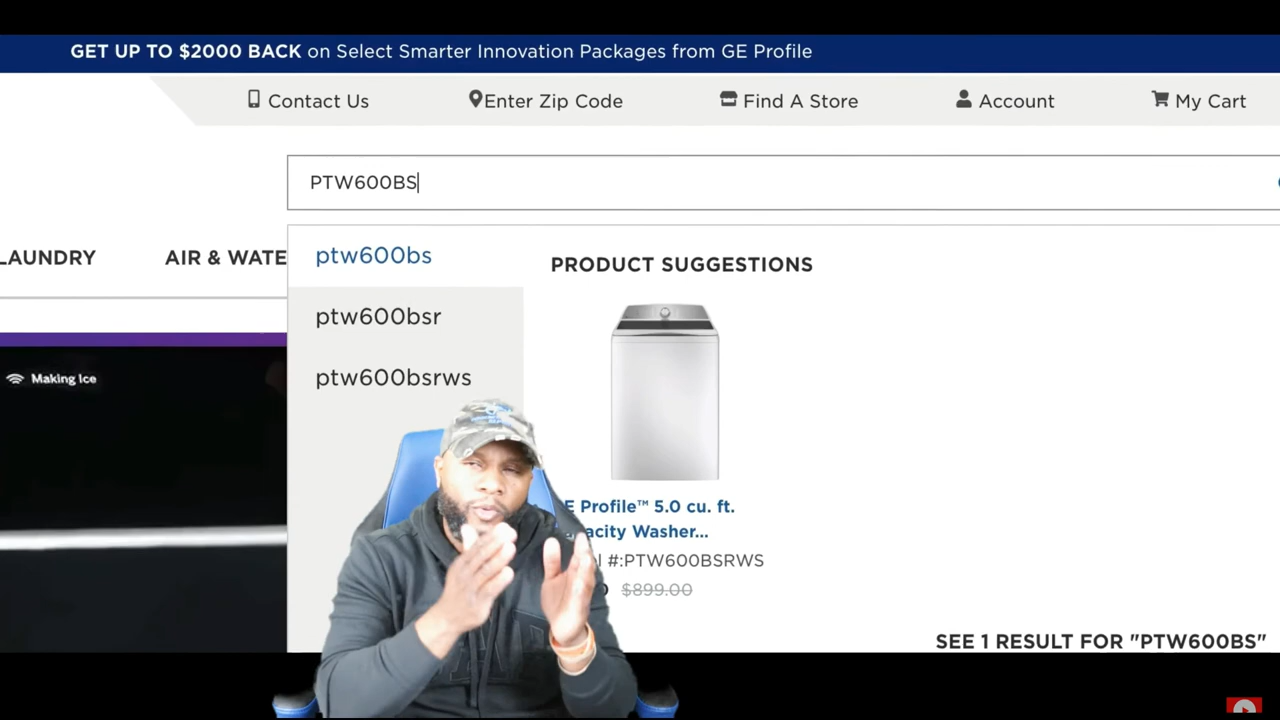 GET UP TO $2000 BACK on Select Smarter Innovation Packages from GE Profile
Contact Us
Enter Zip Code
Find A Store
Account
My Cart
PTW600BS
LAUNDRY
AIR & WATE
ptw600bs
ptw600bsr
ptw600bsrws
PRODUCT SUGGESTIONS
Making Ice
E Profile™ 5.0 cu. ft.
acity Washer...
l #:PTW600BSRWS
$899.00
SEE 1 RESULT FOR "PTW600BS"